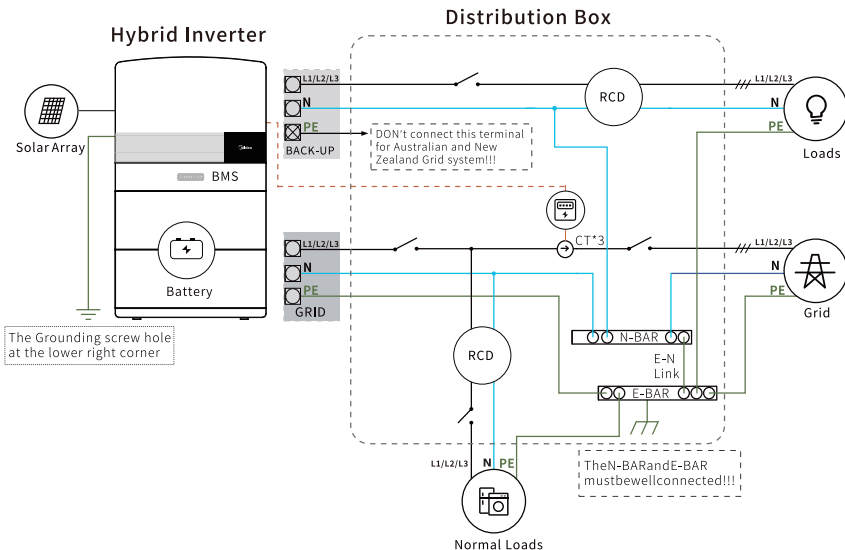 Distribution Box
Hybrid Inverter
L1/L2/L3
N
PE
BACK-UP
DON't connect this terminal
for Australian and New
Zealand Grid system!!!
RCD
L1/L2/L3
N
PE
Loads
Solar Array
Midea
BMS
Battery
The Grounding screw hole
at the lower right corner
L1/L2/L3
N
PE
GRID
CT*3
L1/L2/L3
N
PE
Grid
RCD
N-BAR
E-N
Link
E-BAR
L1/L2/L3 N PE
TheN-BARandE-BAR
mustbewellconnected!!!
Normal Loads